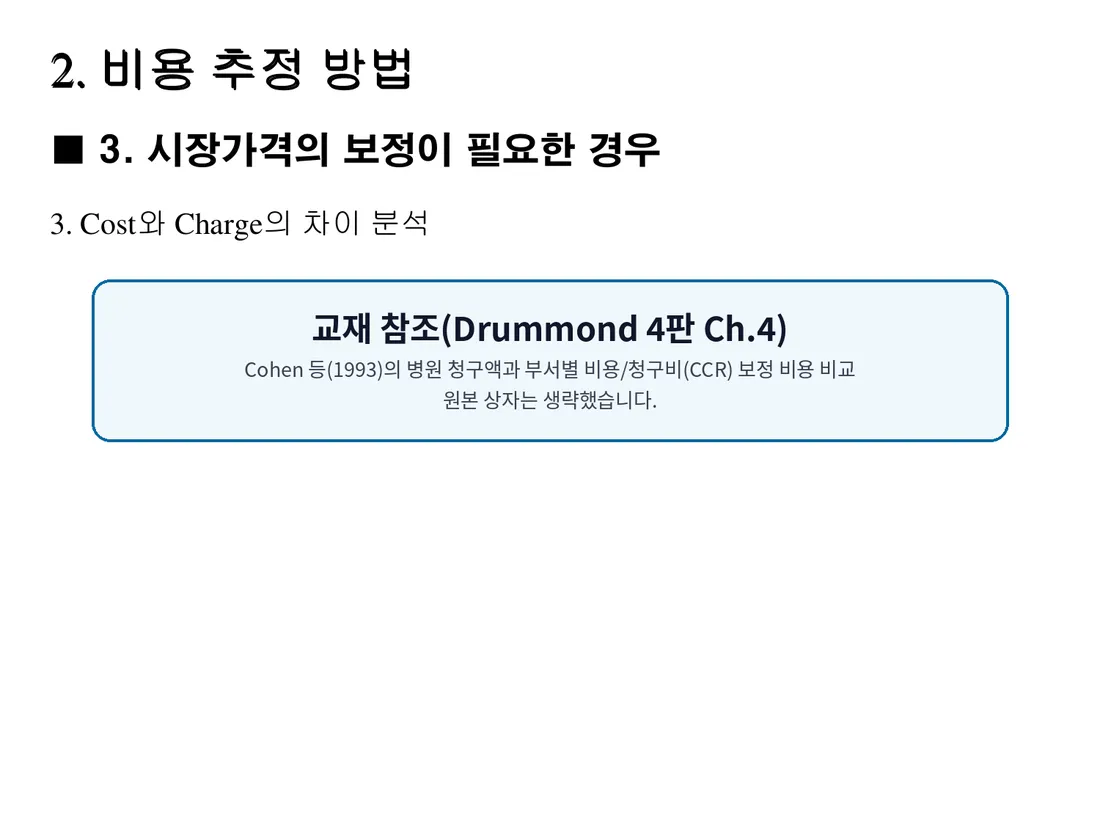 2. 비용 추정 방법
■ 3. 시장가격의 보정이 필요한 경우
3. Cost와 Charge의 차이 분석
교재 참조(Drummond 4판 Ch.4)
Cohen 등(1993)의 병원 청구액과 부서별 비용/청구비(CCR) 보정 비용 비교
원본 상자는 생략했습니다.